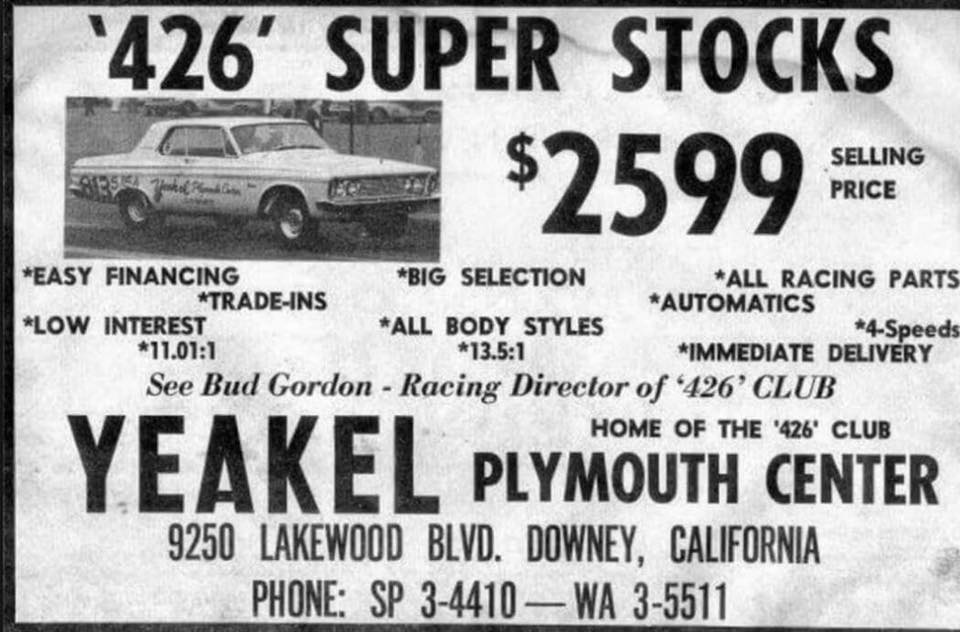 ‘426’ SUPER STOCKS
$2599 SELLING PRICE
Yeakel Plymouth Center
*EASY FINANCING *BIG SELECTION *ALL RACING PARTS
*TRADE-INS *AUTOMATICS
*LOW INTEREST *ALL BODY STYLES *4-Speeds
*11.01:1 *13.5:1 *IMMEDIATE DELIVERY
See Bud Gordon - Racing Director of ‘426’ CLUB
HOME OF THE '426' CLUB
YEAKEL PLYMOUTH CENTER
9250 LAKEWOOD BLVD. DOWNEY, CALIFORNIA
PHONE: SP 3-4410 — WA 3-5511